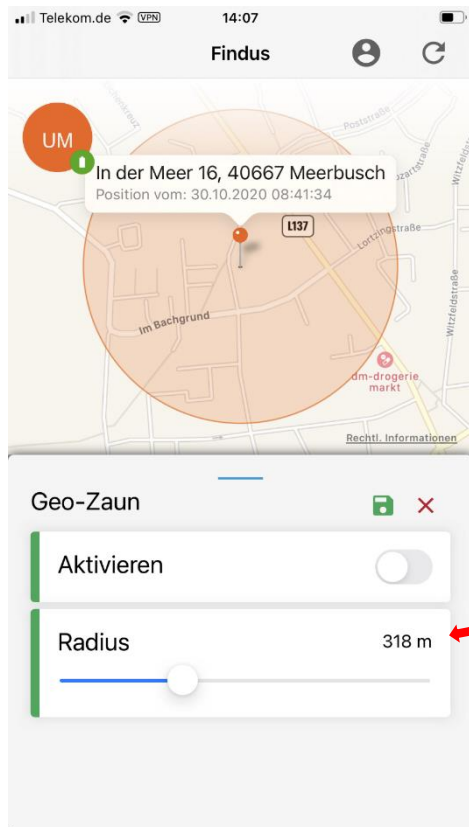 Telekom.de VPN 14:07
Findus
UM
In der Meer 16, 40667 Meerbusch
Position vom: 30.10.2020 08:41:34
Poststraße
L137
Lortzingstraße
Witzfeldstraße
Im Bachgrund
dm-drogerie
markt
Rechtl. Informationen
Geo-Zaun
Aktivieren
Radius 318 m